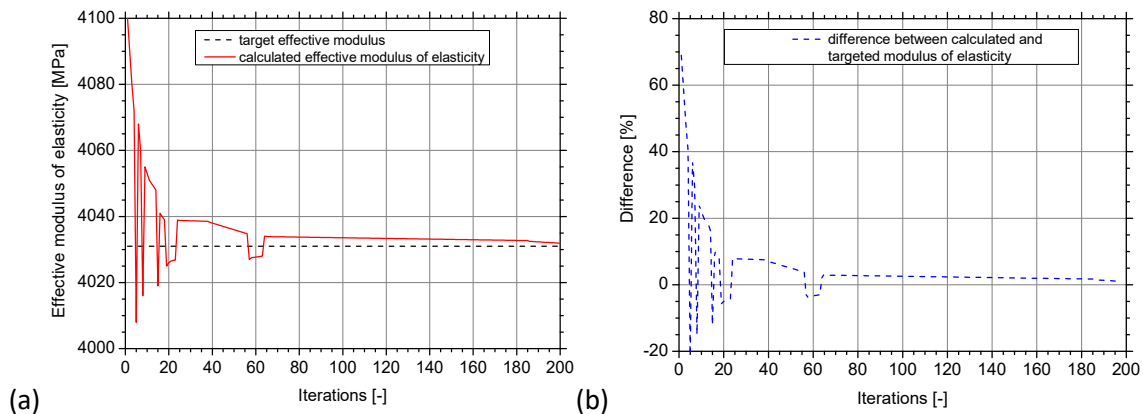 4100
4080
4060
4040
4020
4000
Effective modulus of elasticity [MPa]
target effective modulus
calculated effective modulus of elasticity
0 20 40 60 80 100 120 140 160 180 200
Iterations [-]
(a)
80
60
40
20
0
-20
Difference [%]
difference between calculated and
targeted modulus of elasticity
0 20 40 60 80 100 120 140 160 180 200
Iterations [-]
(b)